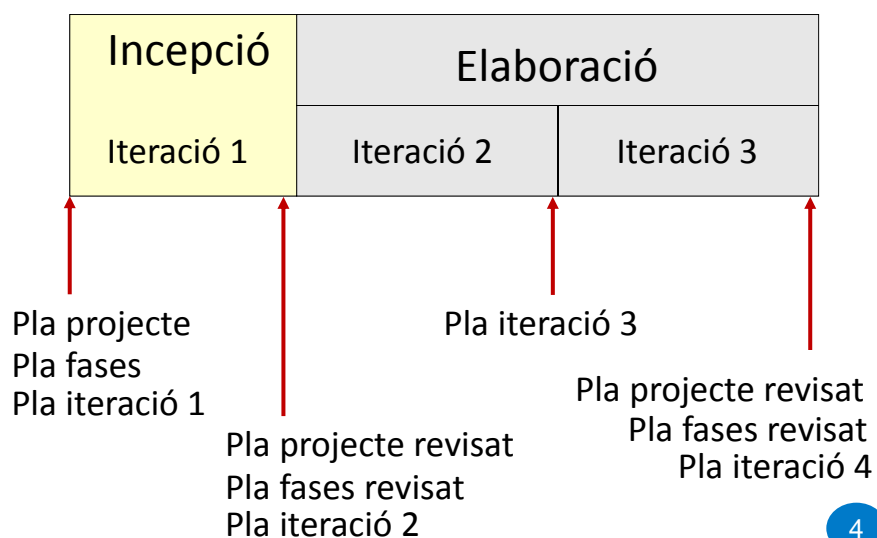 Incepció
Elaboració
Iteració 1
Iteració 2
Iteració 3
Pla projecte
Pla fases
Pla iteració 1
Pla projecte revisat
Pla fases revisat
Pla iteració 2
Pla iteració 3
Pla projecte revisat
Pla fases revisat
Pla iteració 4
4